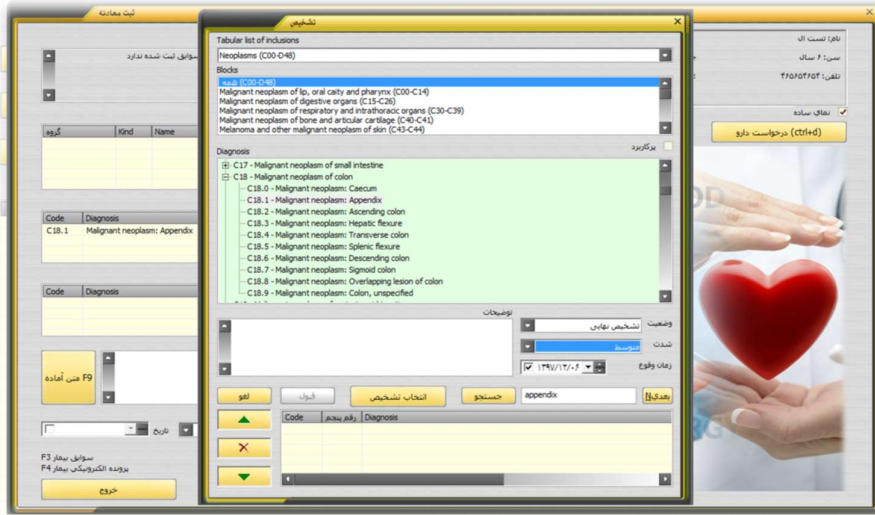 ثبت معاینه
تشخیص
نام: تست ال
سن: ۶ سال
تلفن: ۴۶۵۶۵۴۶۵۴
نمای ساده
درخواست دارو (ctrl+d)
سوابق ثبت شده ندارد
گروه Kind Name
Code Diagnosis
C18.1 Malignant neoplasm: Appendix
Code Diagnosis
F9 متن آماده
تاریخ
سوابق بیمار F3
پرونده الکترونیکی بیمار F4
خروج
Tabular list of inclusions
Neoplasms (C00-D48)
Blocks
همه (C00-D48)
Malignant neoplasm of lip, oral caity and pharynx (C00-C14)
Malignant neoplasm of digestive organs (C15-C26)
Malignant neoplasm of respiratory and intrathoracic organs (C30-C39)
Malignant neoplasm of bone and articular cartilage (C40-C41)
Melanoma and other malignant neoplasm of skin (C43-C44)
پرکاربرد
Diagnosis
C17 - Malignant neoplasm of small intestine
C18 - Malignant neoplasm of colon
C18.0 - Malignant neoplasm: Caecum
C18.1 - Malignant neoplasm: Appendix
C18.2 - Malignant neoplasm: Ascending colon
C18.3 - Malignant neoplasm: Hepatic flexure
C18.4 - Malignant neoplasm: Transverse colon
C18.5 - Malignant neoplasm: Splenic flexure
C18.6 - Malignant neoplasm: Descending colon
C18.7 - Malignant neoplasm: Sigmoid colon
C18.8 - Malignant neoplasm: Overlapping lesion of colon
C18.9 - Malignant neoplasm: Colon, unspecified
توضیحات
وضعیت تشخیص نهایی
شدت متوسط
زمان وقوع ۱۳۹۷/۱۲/۰۶
بعدی N appendix جستجو انتخاب تشخیص قبول لغو
Code رقم پنجم Diagnosis